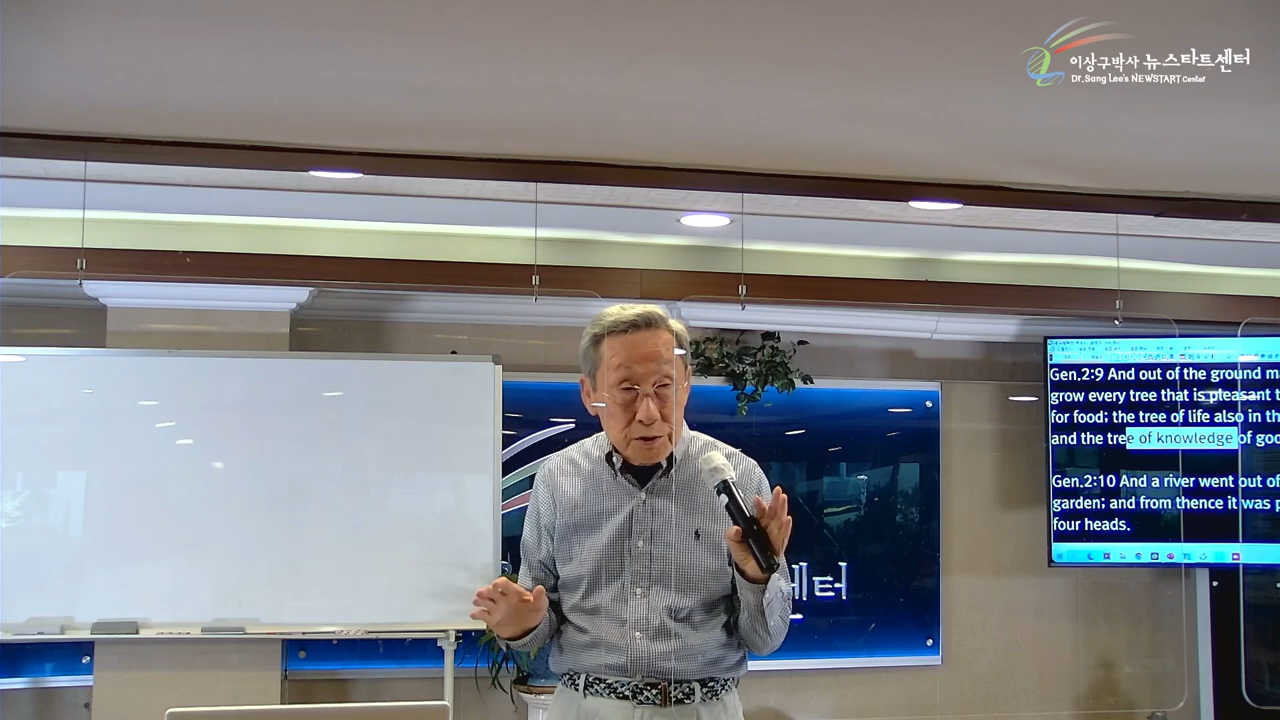 이상구박사 뉴스타트센터
Dr. Sang Lee's NEWSTART Center
Gen.2:9 And out of the ground
grow every tree that is pleasant
for food; the tree of life also in
and the tree of knowledge of
Gen.2:10 And a river went out of
garden; and from thence it was
four heads.
센터